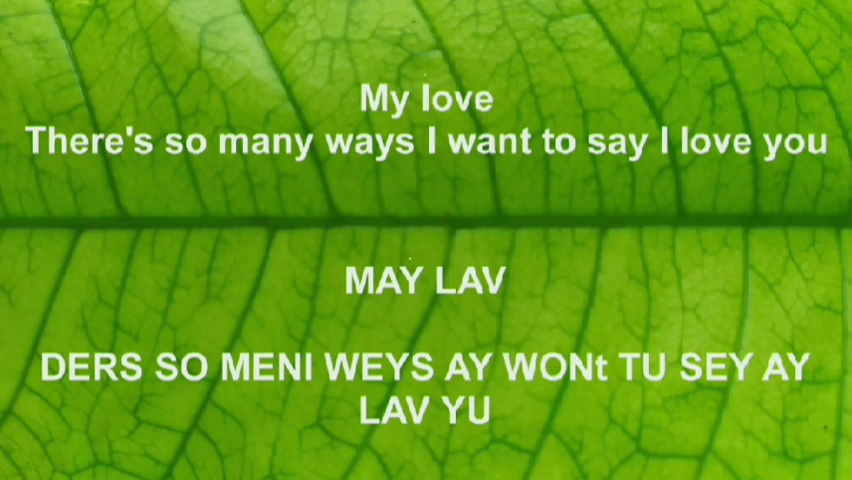 My love
There's so many ways I want to say I love you
MAY LAV
DERS SO MENI WEYS AY WONt TU SEY AY
LAV YU